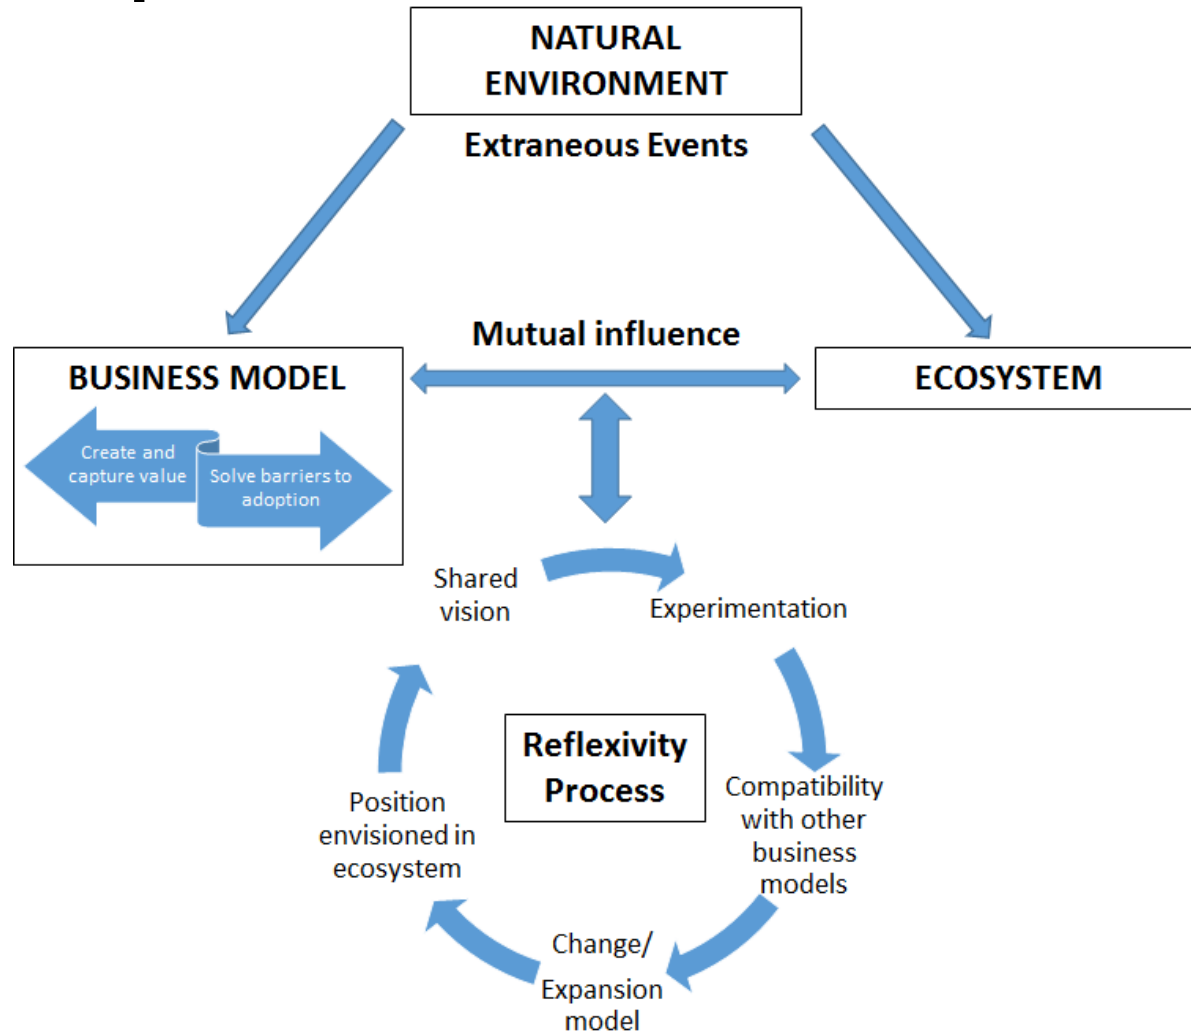 NATURAL
ENVIRONMENT
Extraneous Events
Mutual influence
BUSINESS MODEL
ECOSYSTEM
Create and
capture value
Solve barriers to
adoption
Shared
vision
Experimentation
Reflexivity
Process
Compatibility
with other
business
models
Position
envisioned in
ecosystem
Change/
Expansion
model